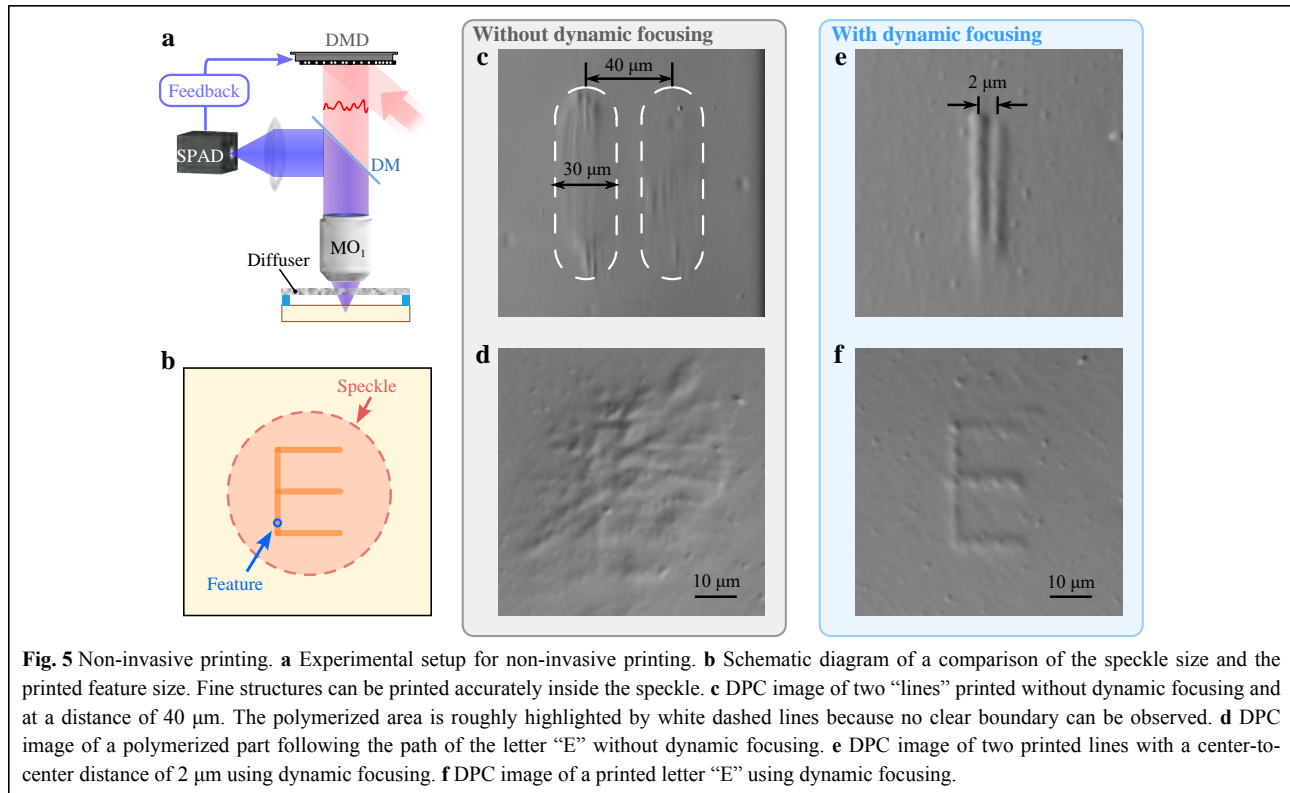 a
DMD
Feedback
SPAD
DM
MO₁
Diffuser
b
Speckle
Feature
Without dynamic focusing
c
40 μm
30 μm
d
10 μm
With dynamic focusing
e
2 μm
f
10 μm
Fig. 5 Non-invasive printing. a Experimental setup for non-invasive printing. b Schematic diagram of a comparison of the speckle size and the
printed feature size. Fine structures can be printed accurately inside the speckle. c DPC image of two “lines” printed without dynamic focusing and
at a distance of 40 μm. The polymerized area is roughly highlighted by white dashed lines because no clear boundary can be observed. d DPC
image of a polymerized part following the path of the letter “E” without dynamic focusing. e DPC image of two printed lines with a center-to-
center distance of 2 μm using dynamic focusing. f DPC image of a printed letter “E” using dynamic focusing.